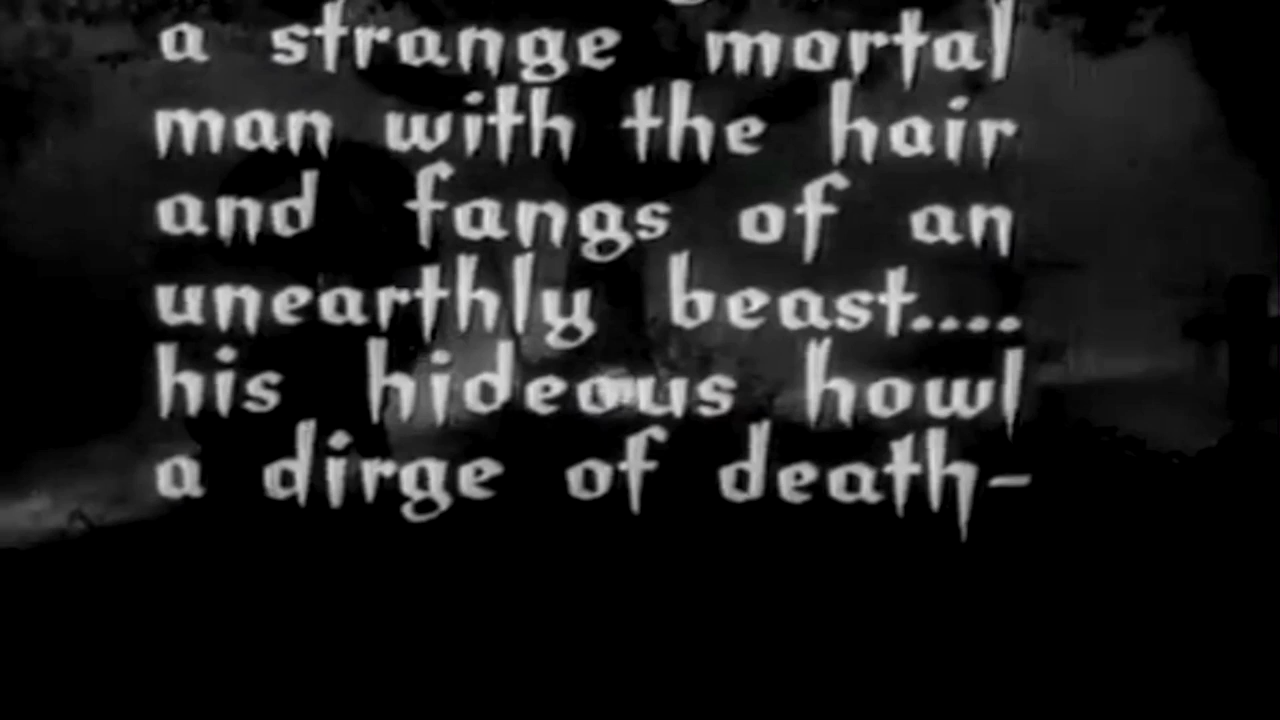 a strange mortal
man with the hair
and fangs of an
unearthly beast....
his hideous howl
a dirge of death-